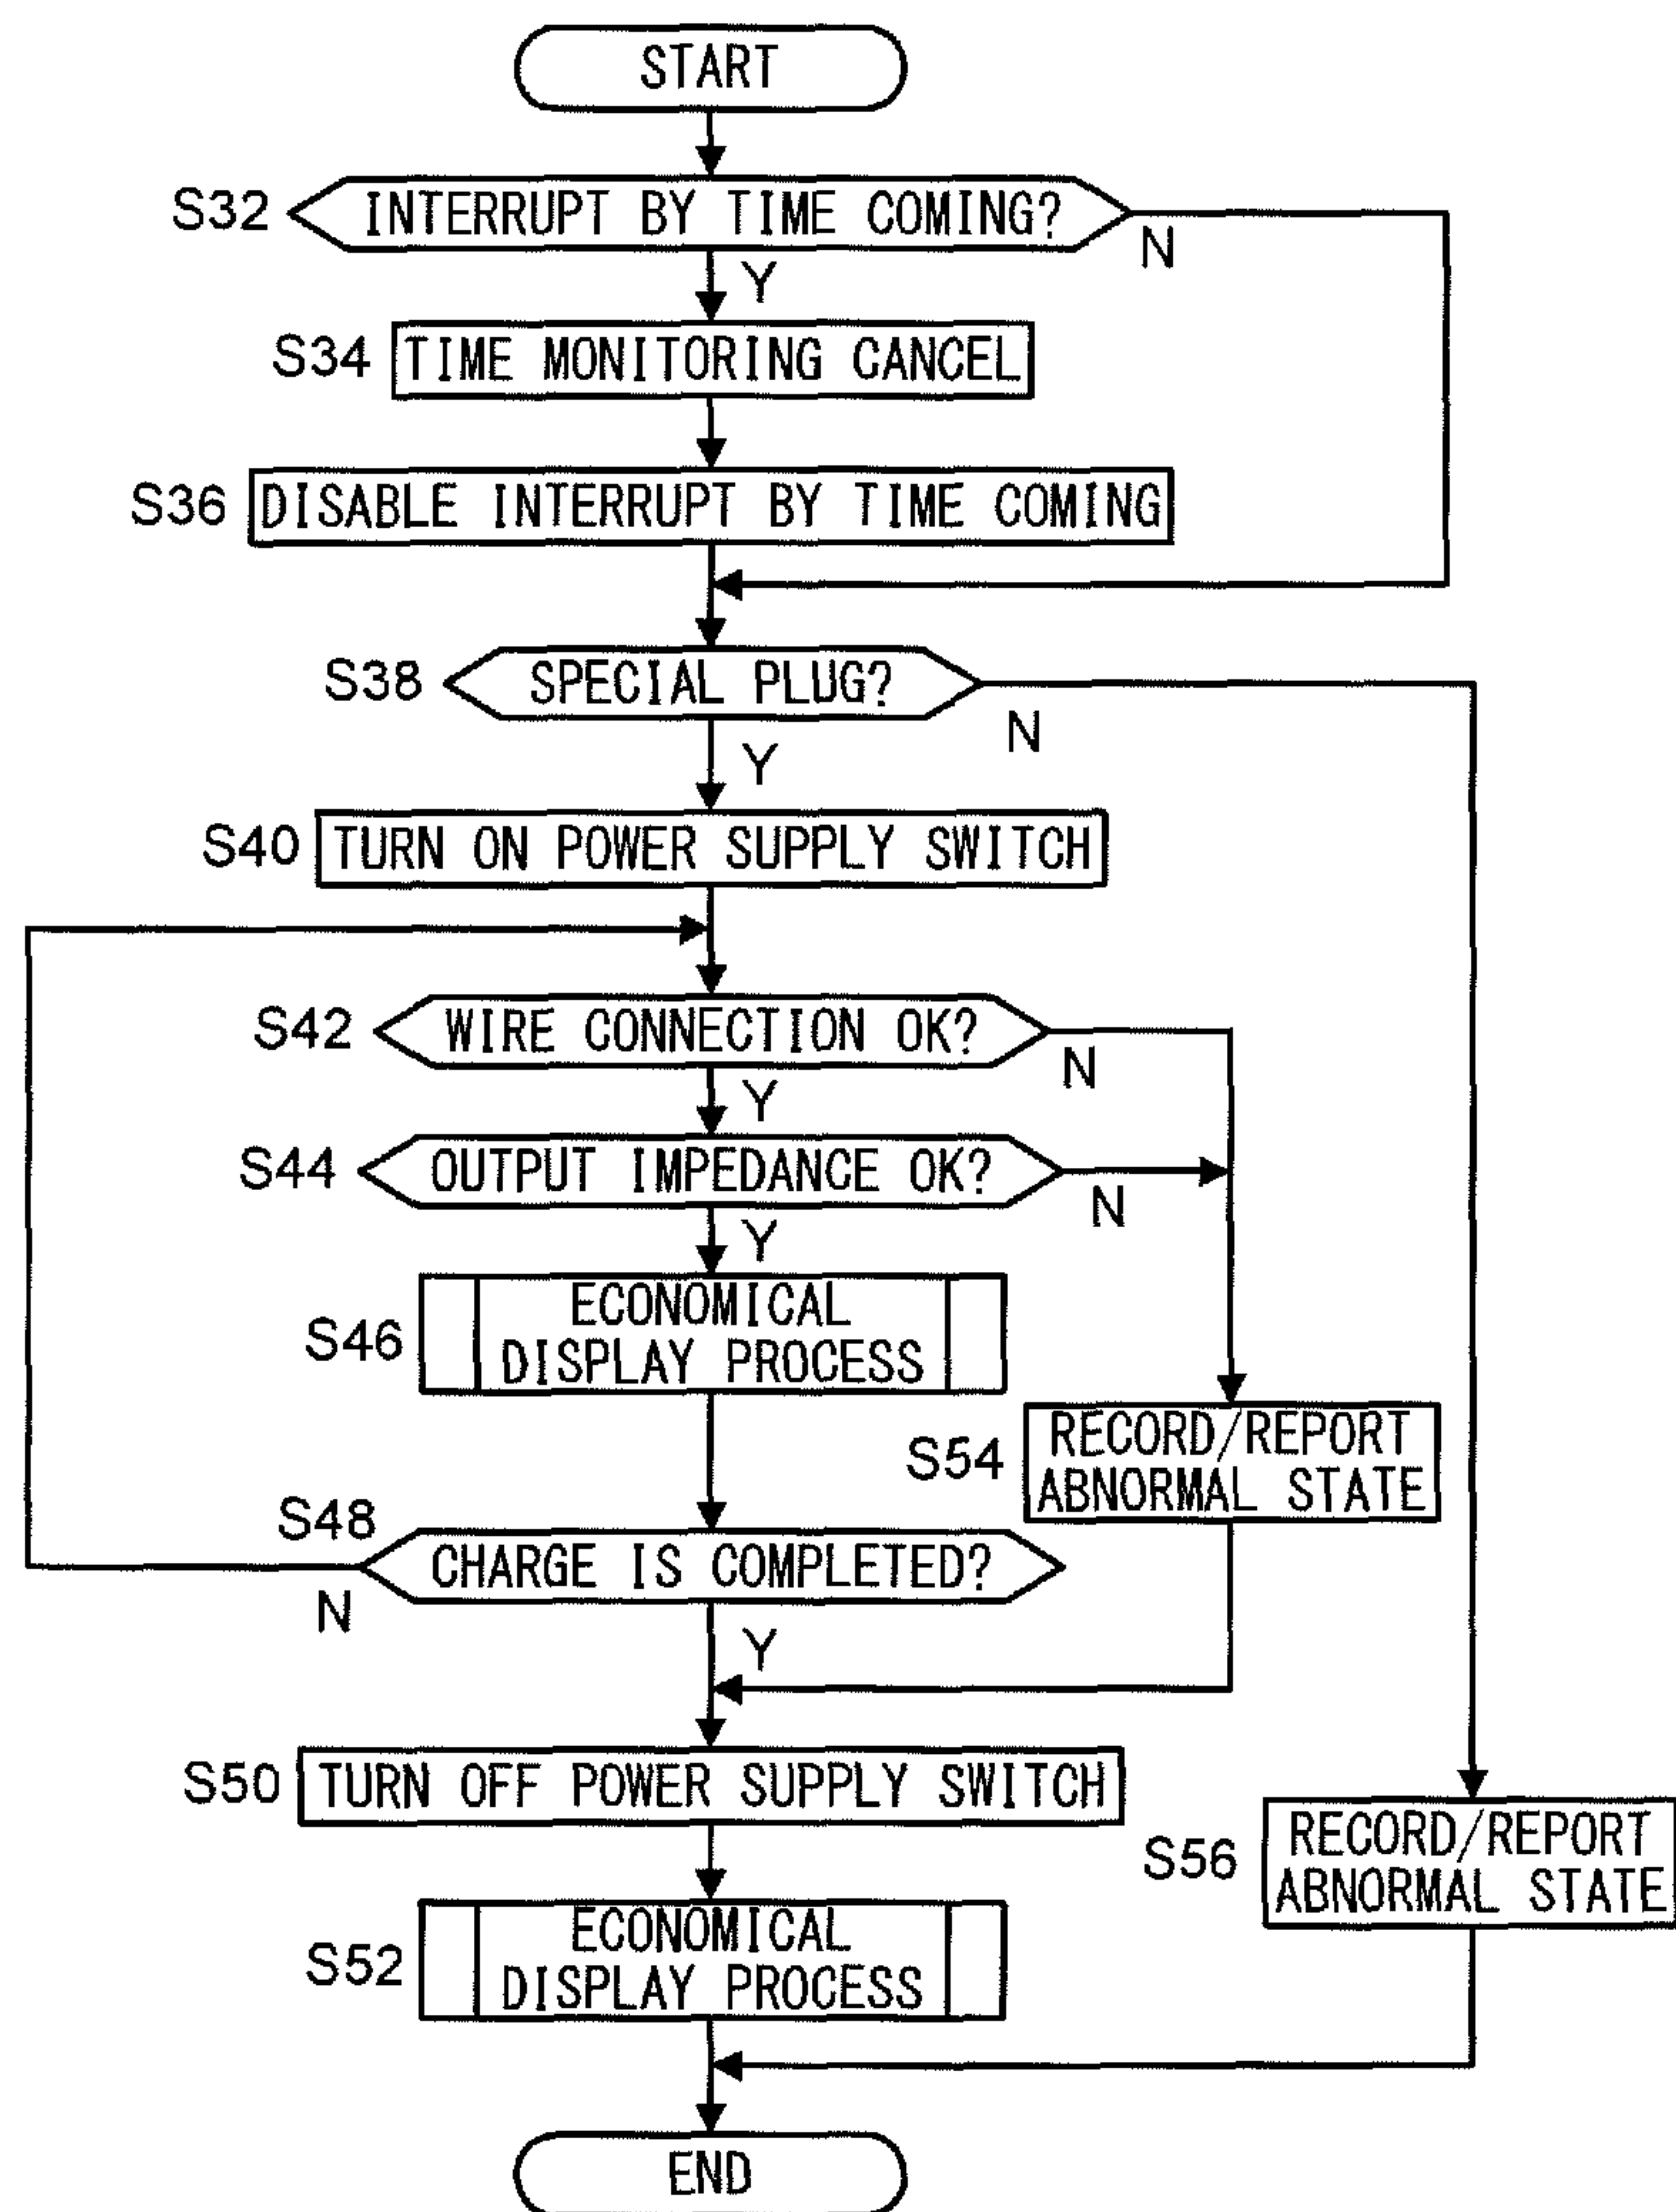 START
S32 INTERRUPT BY TIME COMING?
N
Y
S34 TIME MONITORING CANCEL
S36 DISABLE INTERRUPT BY TIME COMING
S38 SPECIAL PLUG?
N
Y
S40 TURN ON POWER SUPPLY SWITCH
S42 WIRE CONNECTION OK?
N
Y
S44 OUTPUT IMPEDANCE OK?
N
Y
S46 ECONOMICAL
DISPLAY PROCESS
S54 RECORD/REPORT
ABNORMAL STATE
S48 CHARGE IS COMPLETED?
N
Y
S50 TURN OFF POWER SUPPLY SWITCH
S56 RECORD/REPORT
ABNORMAL STATE
S52 ECONOMICAL
DISPLAY PROCESS
END